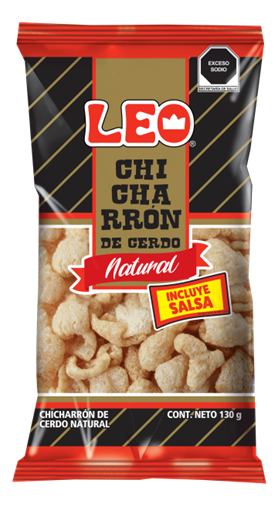 EXCESO
SODIO
SECRETARÍA DE SALUD
LEO®
CHI
CHA
RRÓN
DE CERDO
Natural
INCLUYE
SALSA
CHICHARRÓN DE
CERDO NATURAL
CONT. NETO 130 g